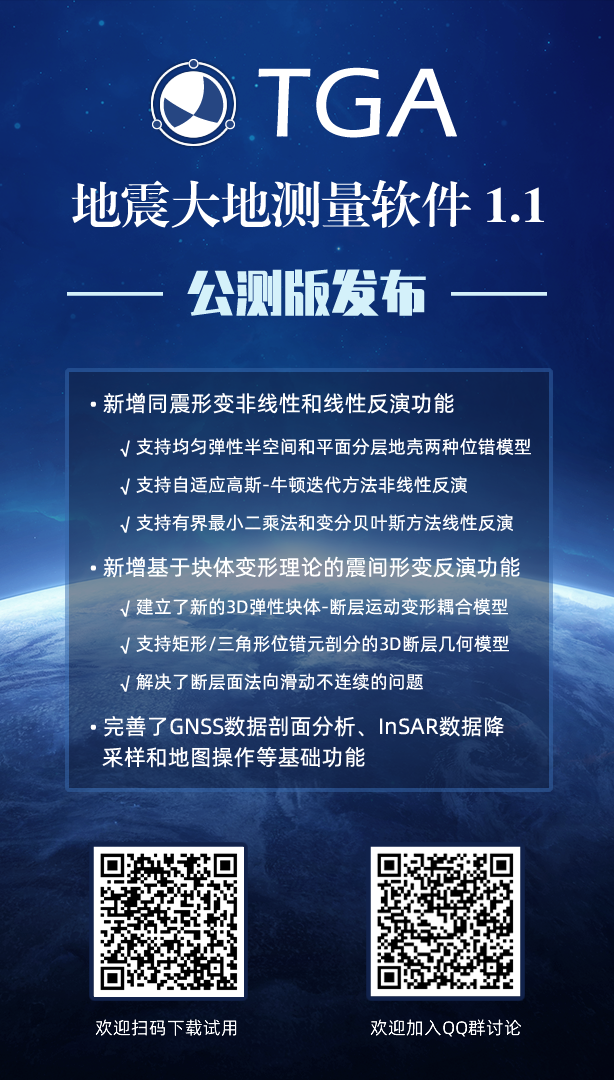 TGA
地震大地测量软件 1.1
公测版发布
· 新增同震形变非线性和线性反演功能
√ 支持均匀弹性半空间和平面分层地壳两种位错模型
√ 支持自适应高斯-牛顿迭代方法非线性反演
√ 支持有界最小二乘法和变分贝叶斯方法线性反演
· 新增基于块体变形理论的震间形变反演功能
√ 建立了新的3D弹性块体-断层运动变形耦合模型
√ 支持矩形/三角形位错元剖分的3D断层几何模型
√ 解决了断层面法向滑动不连续的问题
· 完善了GNSS数据剖面分析、InSAR数据降
采样和地图操作等基础功能
欢迎扫码下载试用
欢迎加入QQ群讨论